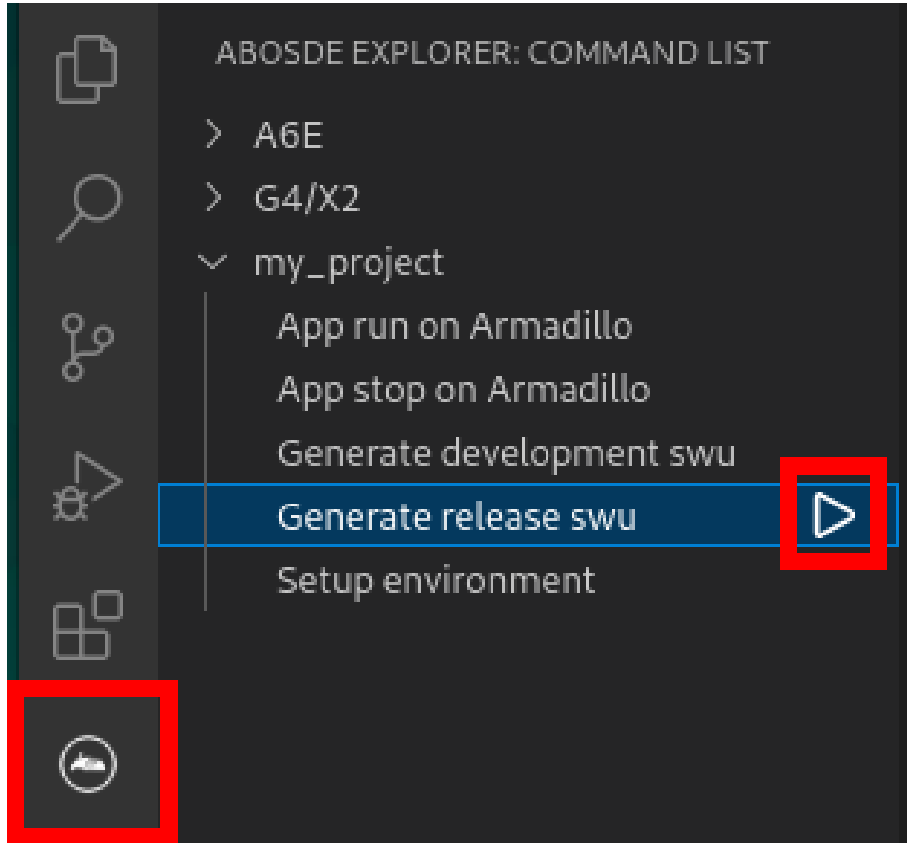 ABOSDE EXPLORER: COMMAND LIST
A6E
G4/X2
my_project
App run on Armadillo
App stop on Armadillo
Generate development swu
Generate release swu
Setup environment